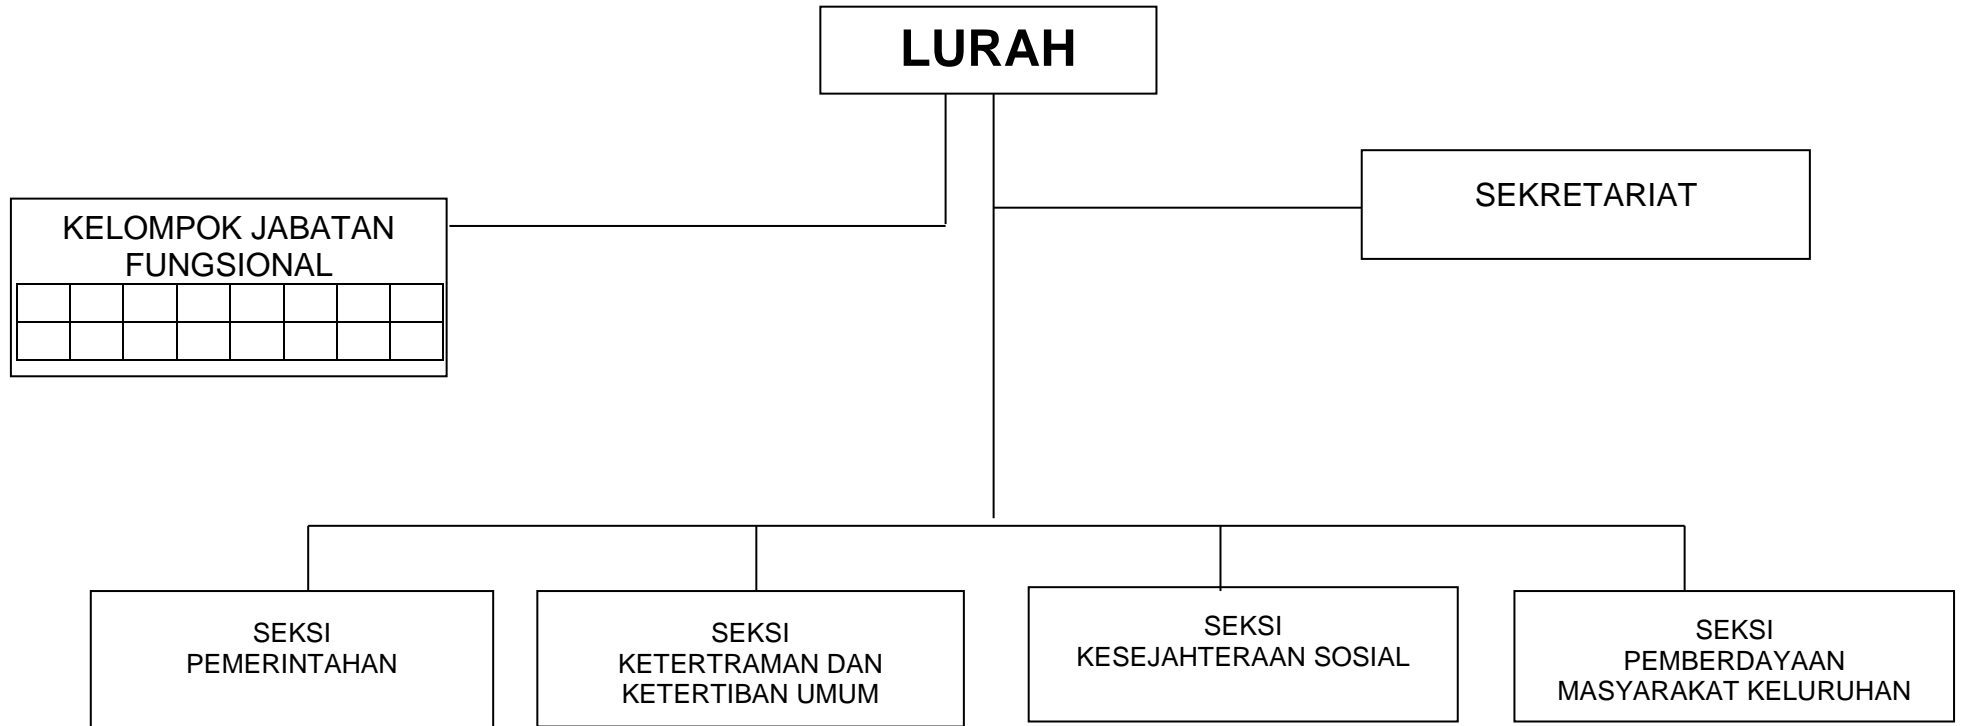 LURAH
SEKRETARIAT
KELOMPOK JABATAN
FUNGSIONAL
SEKSI
PEMERINTAHAN
SEKSI
KETERTRAMAN DAN
KETERTIBAN UMUM
SEKSI
KESEJAHTERAAN SOSIAL
SEKSI
PEMBERDAYAAN
MASYARAKAT KELURUHAN